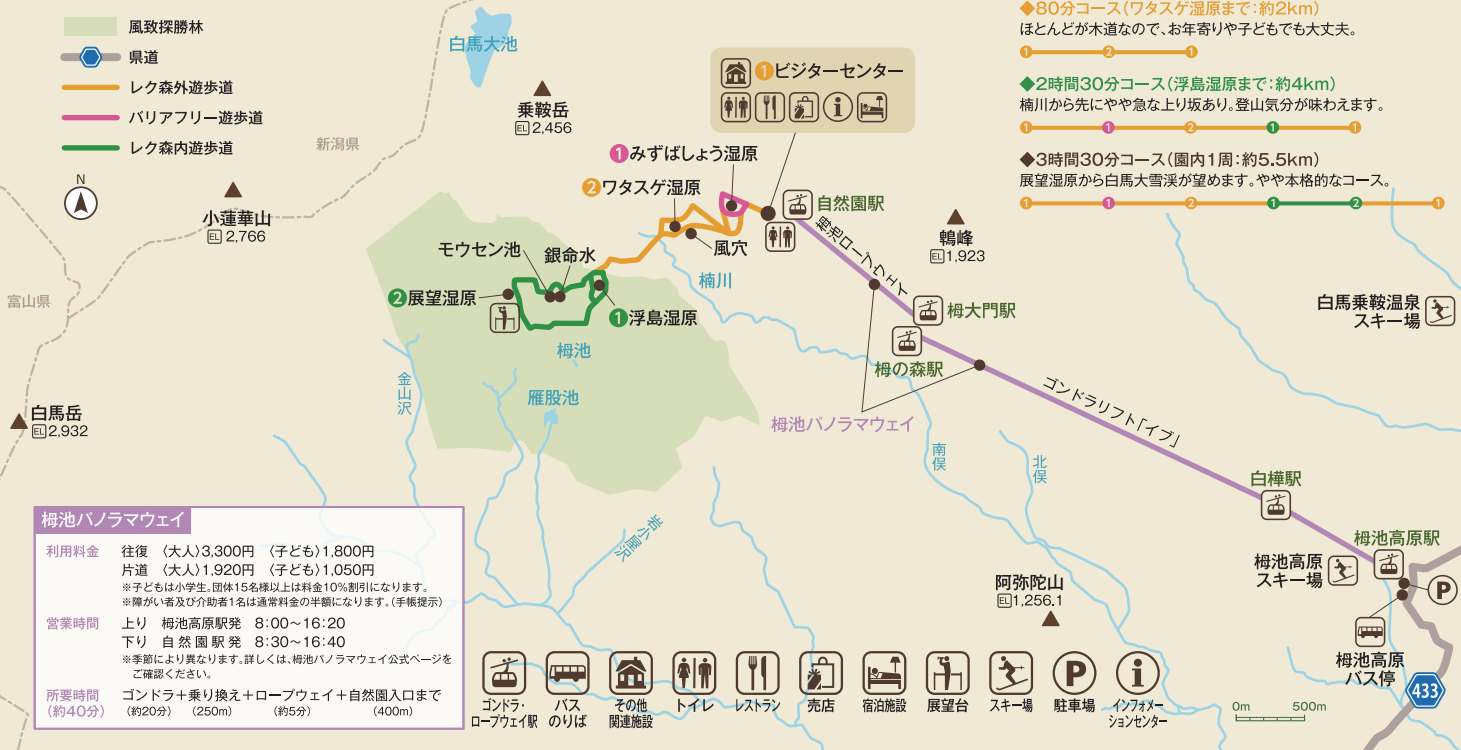 風致探勝林
県道
レク森外遊歩道
バリアフリー遊歩道
レク森内遊歩道
N
◆80分コース(ワタスゲ湿原まで:約2km)
ほとんどが木道なので、お年寄りや子どもでも大丈夫。
1 2 1
◆2時間30分コース(浮島湿原まで:約4km)
楠川から先にやや急な上り坂あり。登山気分が味わえます。
1 1 2 1 1
◆3時間30分コース(園内1周:約5.5km)
展望湿原から白馬大雪渓が望めます。やや本格的なコース。
1 1 2 1 2 1
白馬大池
乗鞍岳
EL 2,456
新潟県
小蓮華山
EL 2,766
富山県
白馬岳
EL 2,932
1ビジターセンター
i
1みずばしょう湿原
2ワタスゲ湿原
風穴
自然園駅
栂池ロープウェイ
鵯峰
EL 1,923
モウセン池
銀命水
2展望湿原
1浮島湿原
楠川
栂大門駅
栂の森駅
白馬乗鞍温泉
スキー場
栂池
金山沢
雁股池
栂池パノラマウェイ
ゴンドラリフト「イブ」
南俣
北俣
白樺駅
岩小屋沢
栂池高原駅
栂池高原
スキー場
P
阿弥陀山
EL 1,256.1
栂池高原
バス停
433
0m 500m
栂池パノラマウェイ
利用料金 往復 〈大人〉3,300円 〈子ども〉1,800円
片道 〈大人〉1,920円 〈子ども〉1,050円
※子どもは小学生。団体15名様以上は料金10%割引になります。
※障がい者及び介助者1名は通常料金の半額になります。(手帳提示)
営業時間 上り 栂池高原駅発 8:00〜16:20
下り 自然園駅発 8:30〜16:40
※季節により異なります。詳しくは、栂池パノラマウェイ公式ページを
ご確認ください。
所要時間 ゴンドラ+乗り換え+ロープウェイ+自然園入口まで
(約40分) (約20分) (250m) (約5分) (400m)
ゴンドラ・
ロープウェイ駅
バス
のりば
その他
関連施設
トイレ
レストラン
売店
宿泊施設
展望台
スキー場
P
駐車場
i
インフォメー
ションセンター